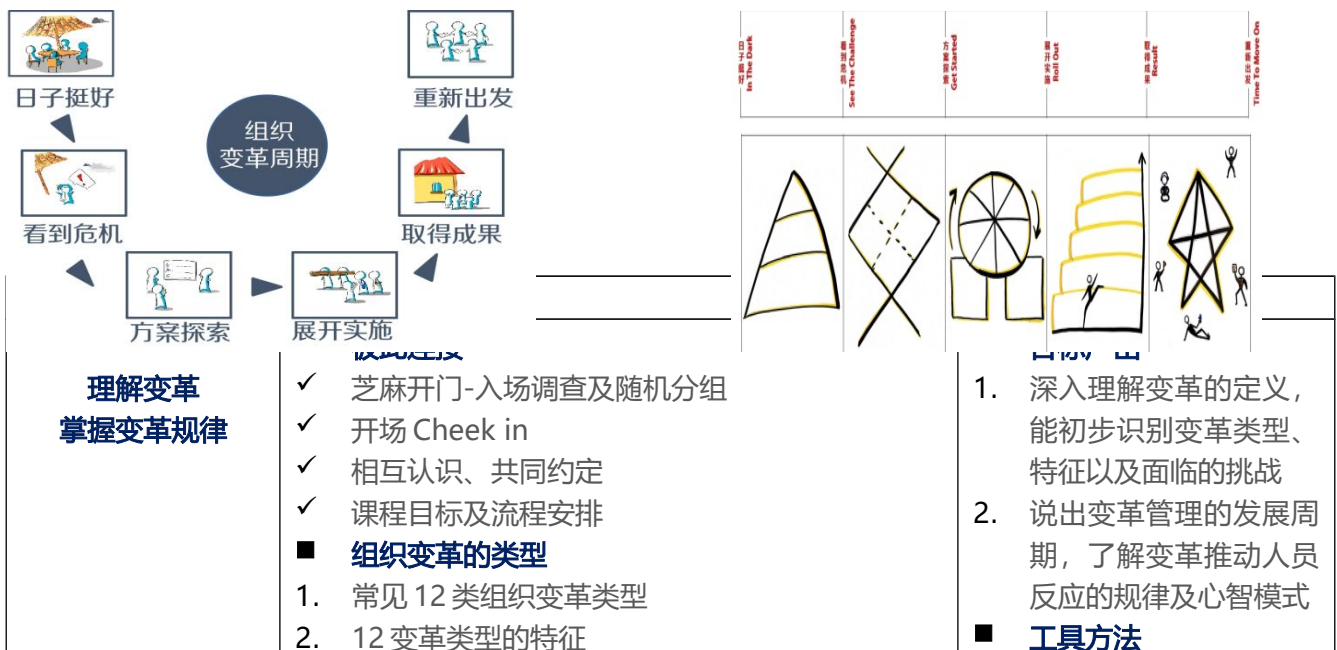 日子挺好
重新出发
组织
变革周期
看到危机
取得成果
方案探索
展开实施
In The Dark
See The Challenge
Get Started
Roll Out
Result
Time To Move On
理解变革
掌握变革规律
✓ 芝麻开门-入场调查及随机分组
✓ 开场 Cheek in
✓ 相互认识、共同约定
✓ 课程目标及流程安排
■ 组织变革的类型
1. 常见 12 类组织变革类型
2. 12 变革类型的特征
1. 深入理解变革的定义，
能初步识别变革类型、
特征以及面临的挑战
2. 说出变革管理的发展周
期，了解变革推动人员
反应的规律及心智模式
■ 工具方法